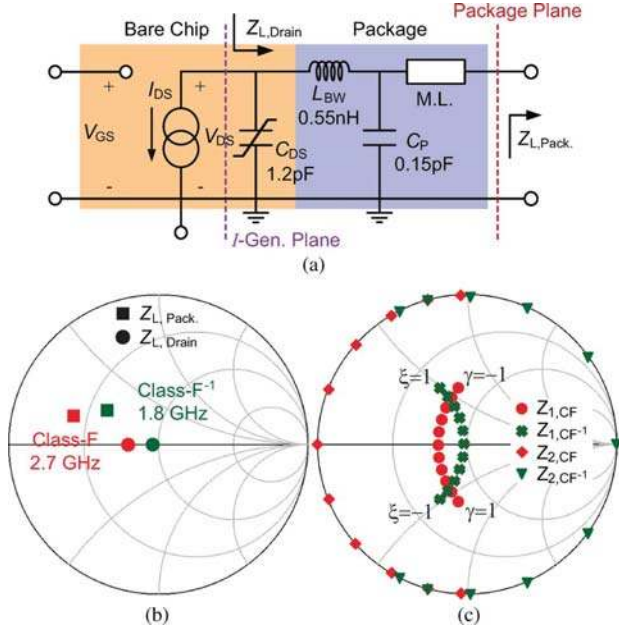 Package Plane
Bare Chip
Z_L,Drain
Package
+
I_DS
+
L_BW
0.55nH
M.L.
V_GS
V_DS
C_DS
1.2pF
C_P
0.15pF
Z_L,Pack.
-
-
I-Gen. Plane
(a)
Z_L, Pack.
Z_L, Drain
Class-F⁻¹
1.8 GHz
Class-F
2.7 GHz
ξ=1
γ=−1
Z_1,CF
Z_1,CF⁻¹
Z_2,CF
Z_2,CF⁻¹
ξ=−1
γ=1
(b)
(c)